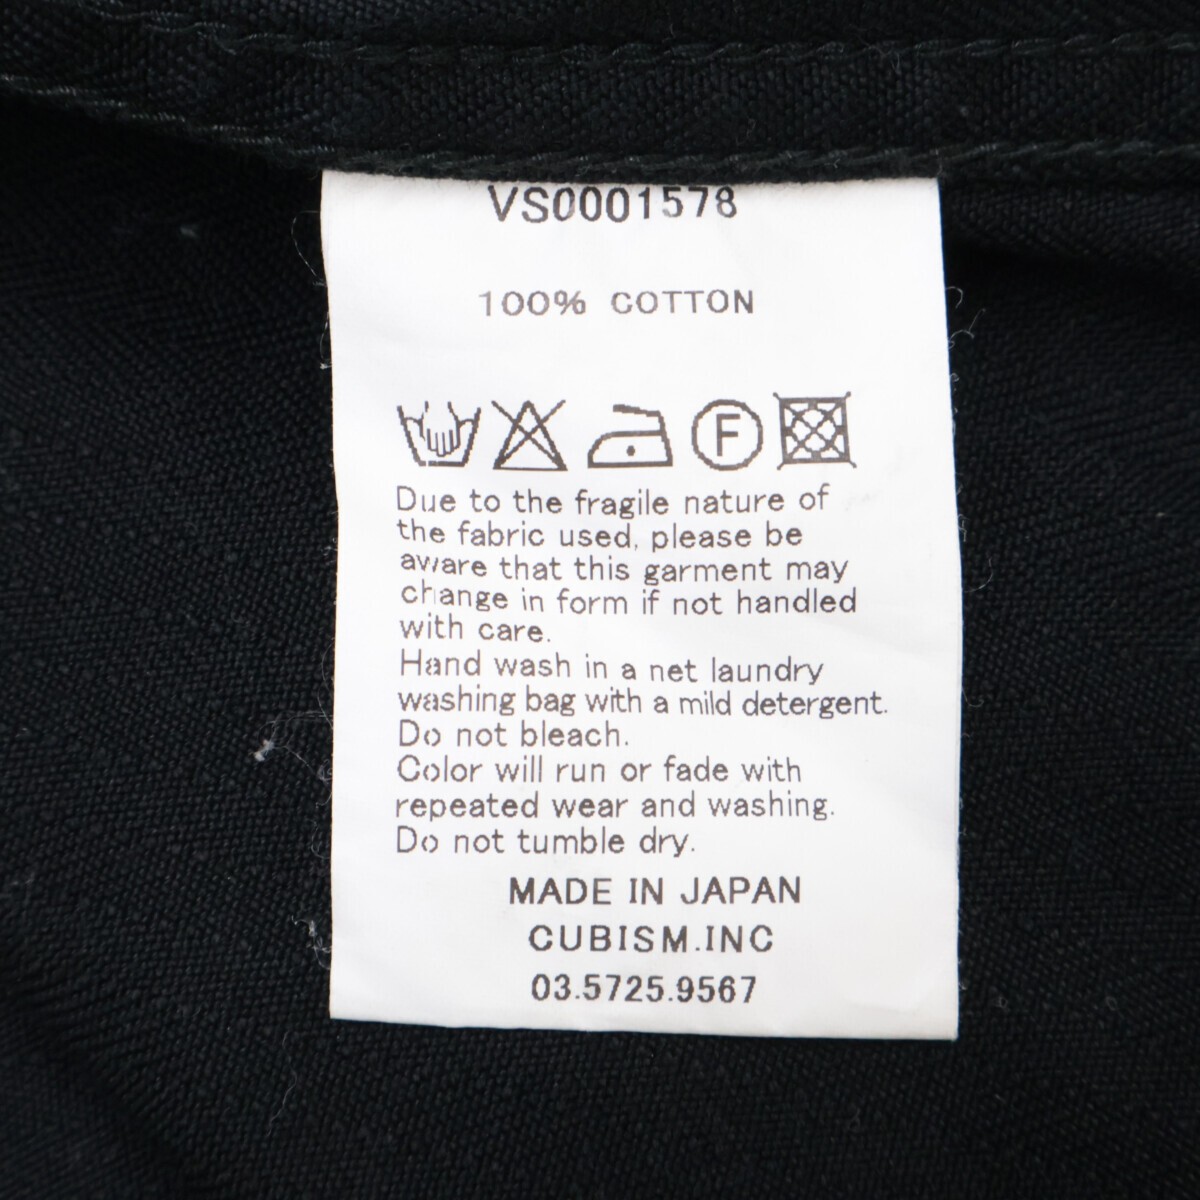 VS0001578
100% COTTON
F
Due to the fragile nature of
the fabric used, please be
aware that this garment may
change in form if not handled
with care.
Hand wash in a net laundry
washing bag with a mild detergent.
Do not bleach.
Color will run or fade with
repeated wear and washing.
Do not tumble dry.
MADE IN JAPAN
CUBISM.INC
03.5725.9567